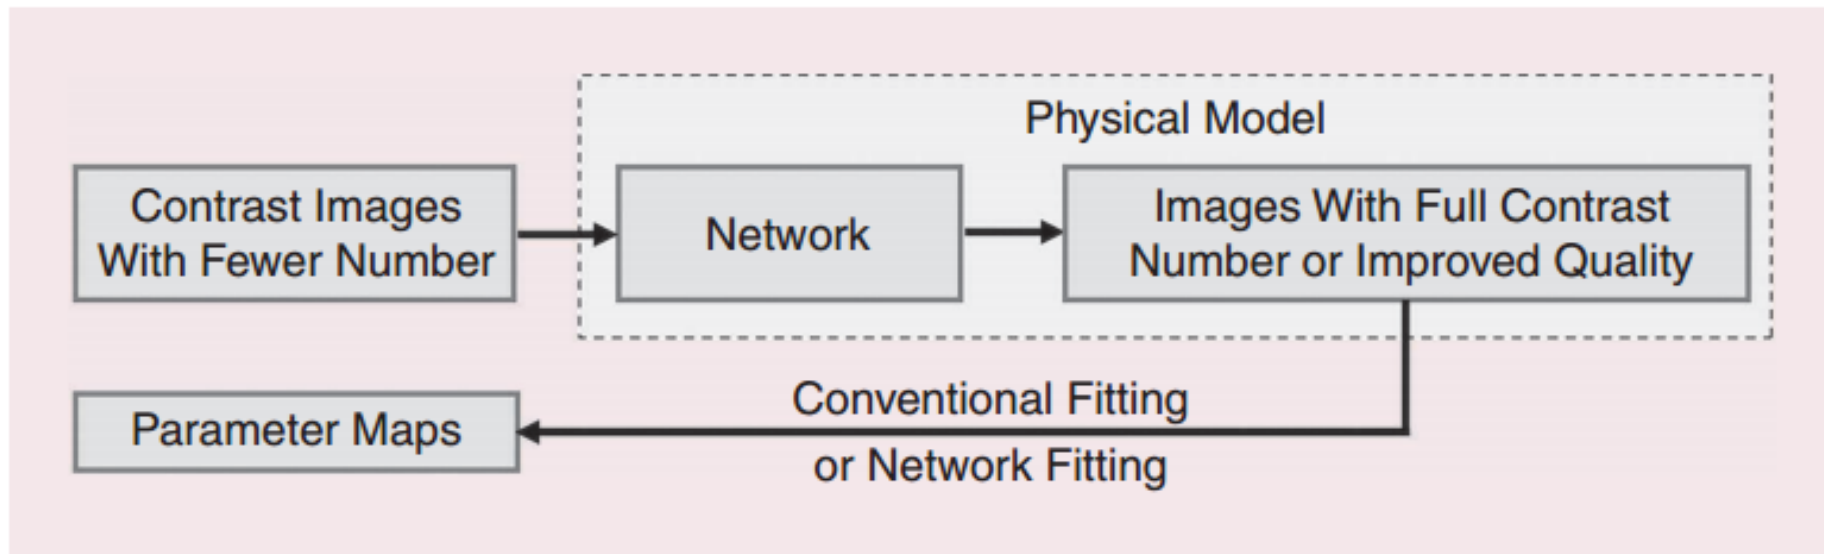 Physical Model
Contrast Images
With Fewer Number
Network
Images With Full Contrast
Number or Improved Quality
Parameter Maps
Conventional Fitting
or Network Fitting